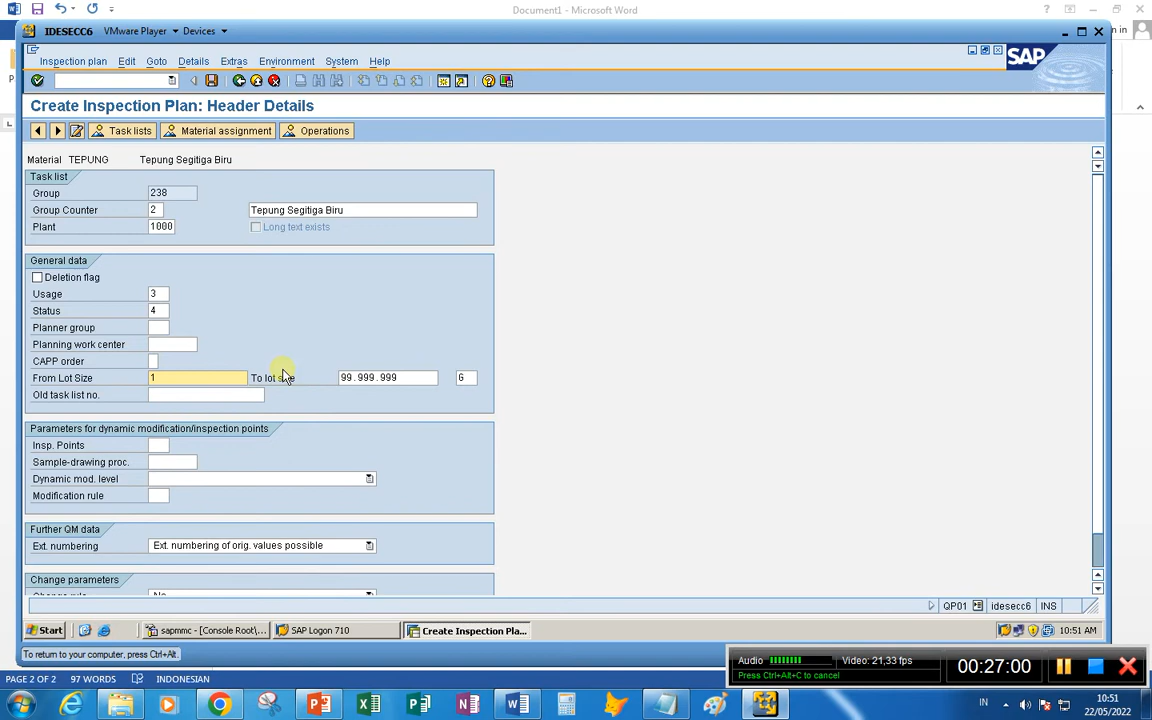 Document1 - Microsoft Word
IDESECC6 VMware Player Devices
in
Inspection plan Edit Goto Details Extras Environment System Help
SAP
Create Inspection Plan: Header Details
Task lists Material assignment Operations
Material TEPUNG Tepung Segitiga Biru
Task list
Group 238
Group Counter 2 Tepung Segitiga Biru
Plant 1000 Long text exists
General data
Deletion flag
Usage 3
Status 4
Planner group
Planning work center
CAPP order
From Lot Size 1 To lot size 99.999.999 G
Old task list no.
Parameters for dynamic modification/inspection points
Insp. Points
Sample-drawing proc.
Dynamic mod. level
Modification rule
Further QM data
Ext. numbering Ext. numbering of orig. values possible
Change parameters
QP01 idesecc6 INS
Start sapmmc - [Console Root\... SAP Logon 710 Create Inspection Pla... 10:51 AM
To return to your computer, press Ctrl+Alt.
Audio Video: 21,33 fps
Press Ctrl+Alt+C to cancel
00:27:00
PAGE 2 OF 2 97 WORDS INDONESIAN
IN 10:51
22/05/2022